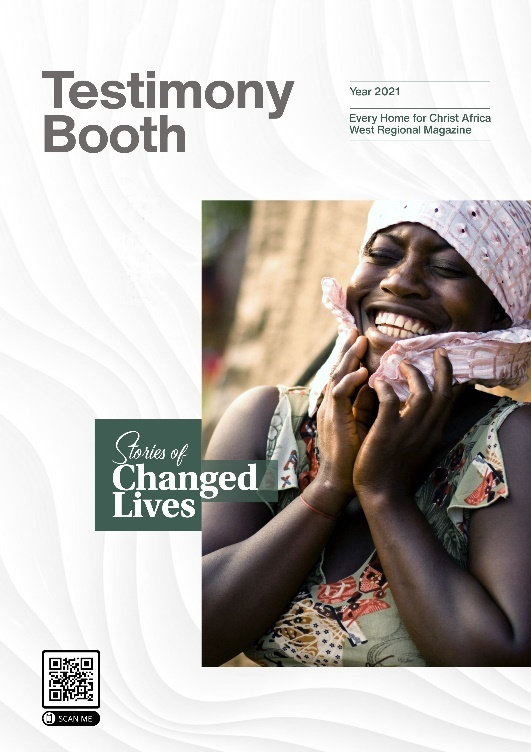 Testimony
Booth
Year 2021
Every Home for Christ Africa
West Regional Magazine
Stories of
Changed
Lives
SCAN ME